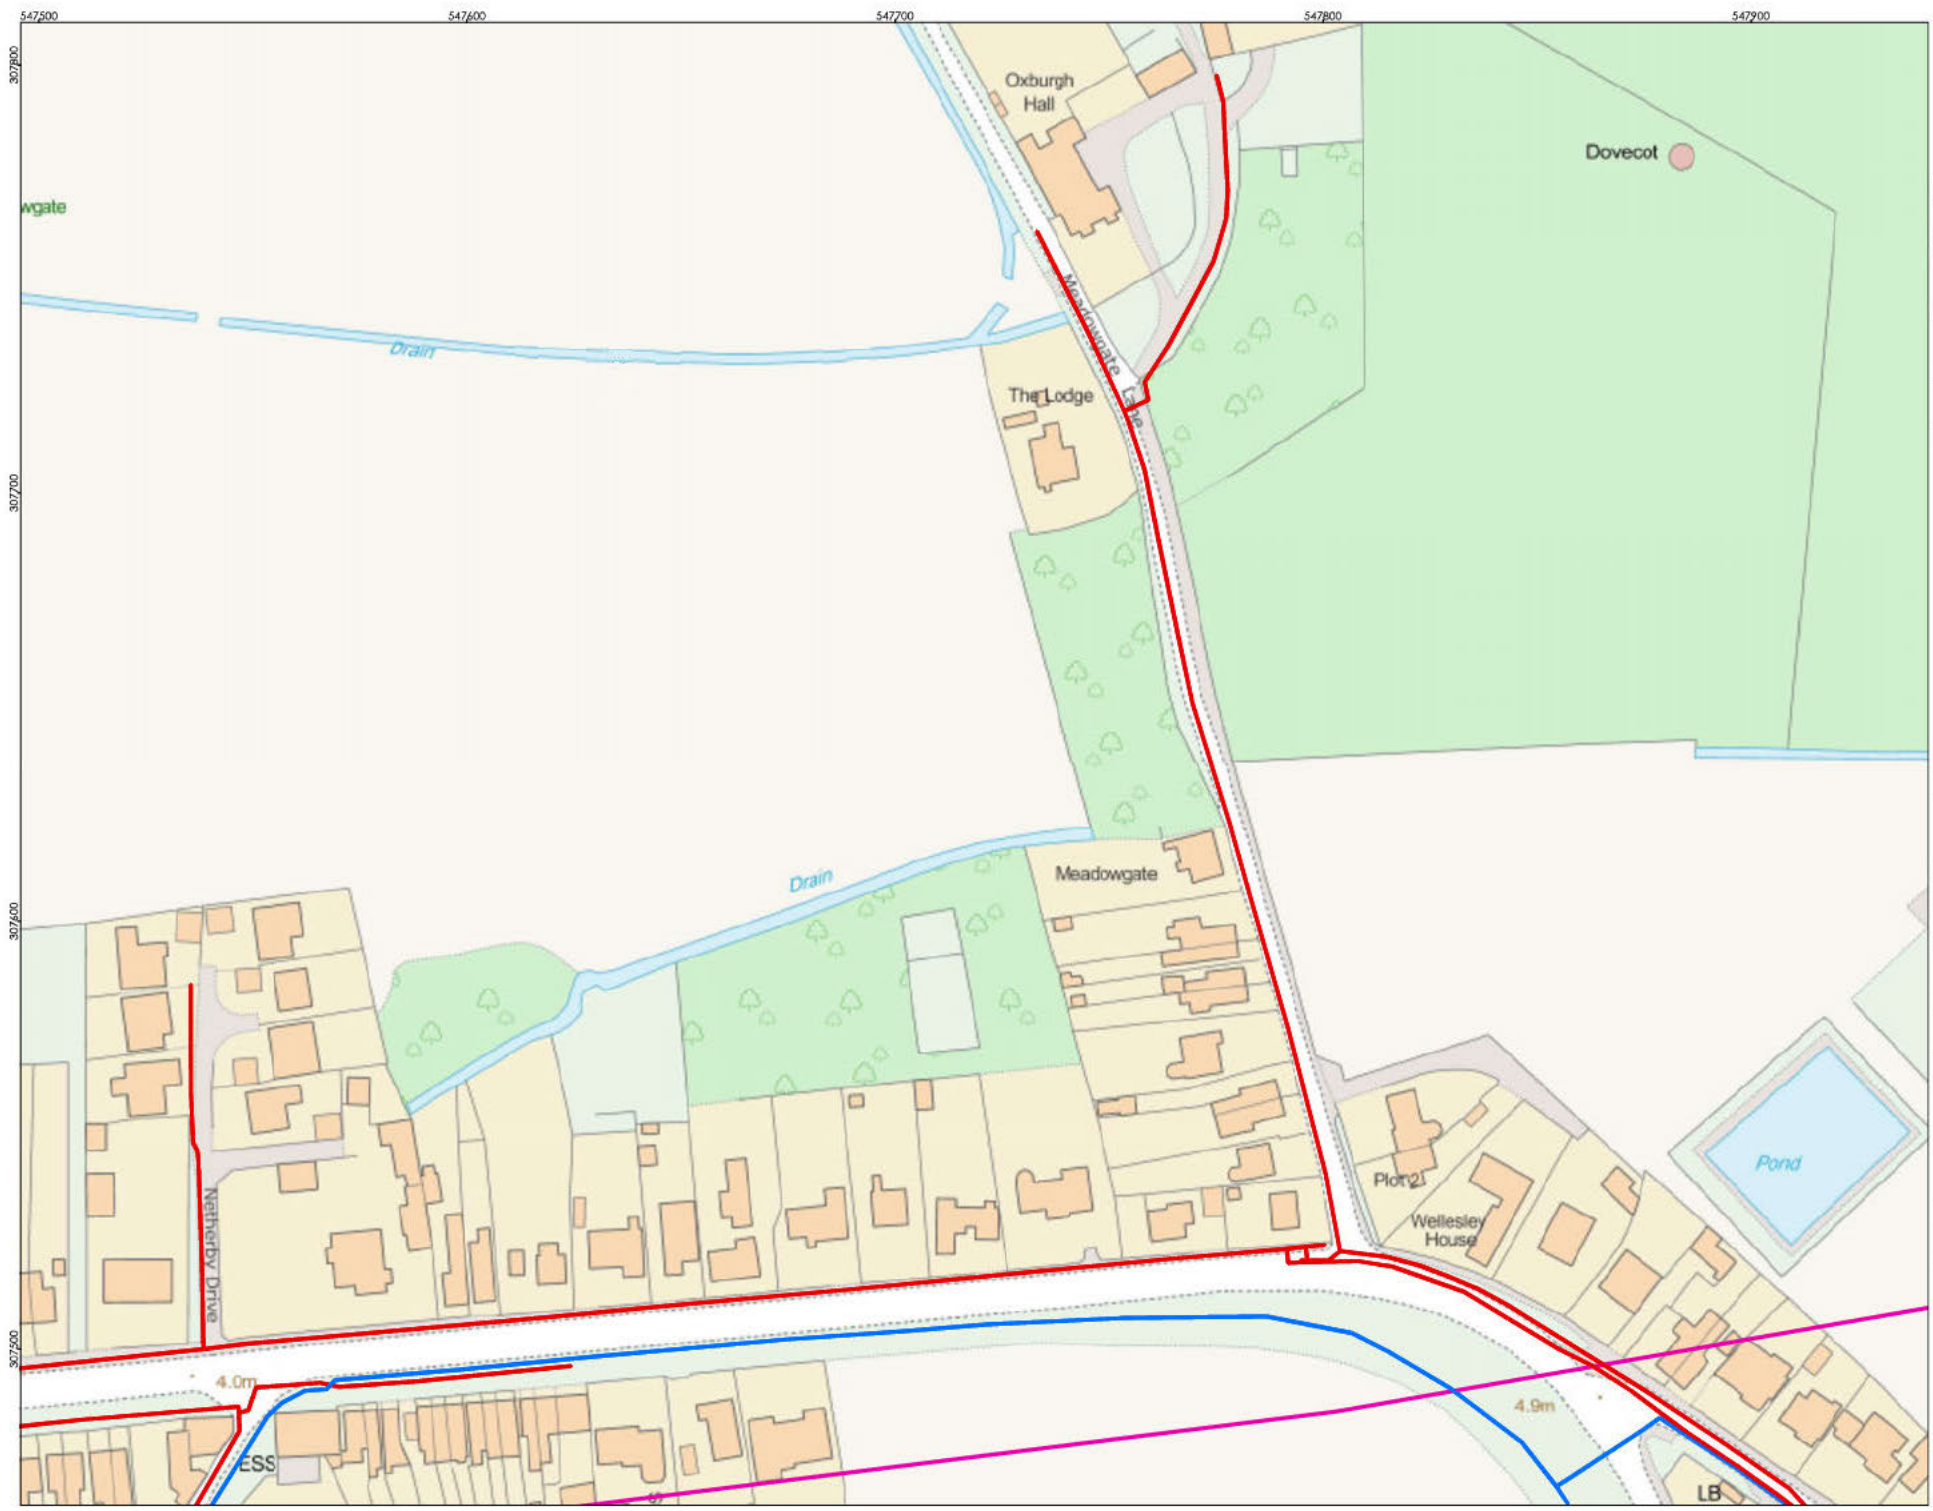 547500 547600 547700 547800 547900
307800
Oxburgh
Hall
Dovecot
wgate
Meadowgate Lane
Drain
The Lodge
307700
Drain
Meadowgate
307600
Pond
Plot 2
Netherby Drive
Wellesley
House
307500
4.0m
4.9m
ESS
LB